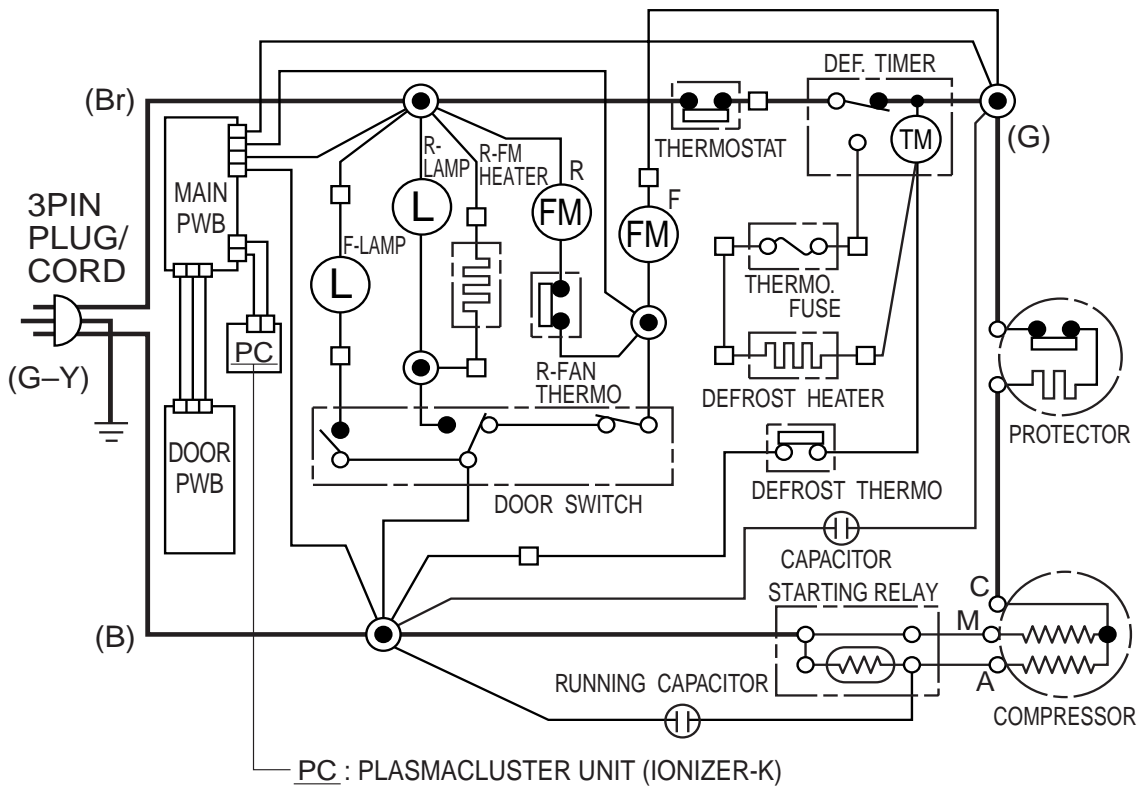 DEF. TIMER
(Br)
THERMOSTAT
TM
(G)
MAIN
PWB
R-
LAMP
R-FM
HEATER
R
F
3PIN
PLUG/
CORD
L
FM
FM
F-LAMP
L
THERMO.
FUSE
PC
(G–Y)
R-FAN
THERMO
DEFROST HEATER
PROTECTOR
DOOR
PWB
DOOR SWITCH
DEFROST THERMO
CAPACITOR
STARTING RELAY
C
M
(B)
A
RUNNING CAPACITOR
COMPRESSOR
PC : PLASMACLUSTER UNIT (IONIZER-K)